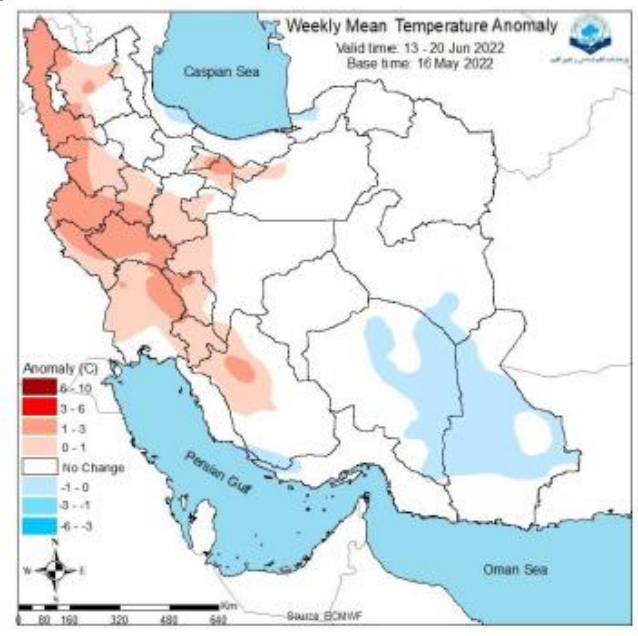 Weekly Mean Temperature Anomaly
Valid time: 13 - 20 Jun 2022
Base time: 16 May 2022
Caspian Sea
Anomaly (C)
6 - 10
3 - 6
1 - 3
0 - 1
No Change
-1 - 0
-3 - -1
-6 - -3
Persian Gulf
Oman Sea
N
W
E
S
Km
0 80 160 320 480 640
Source_ECMWF